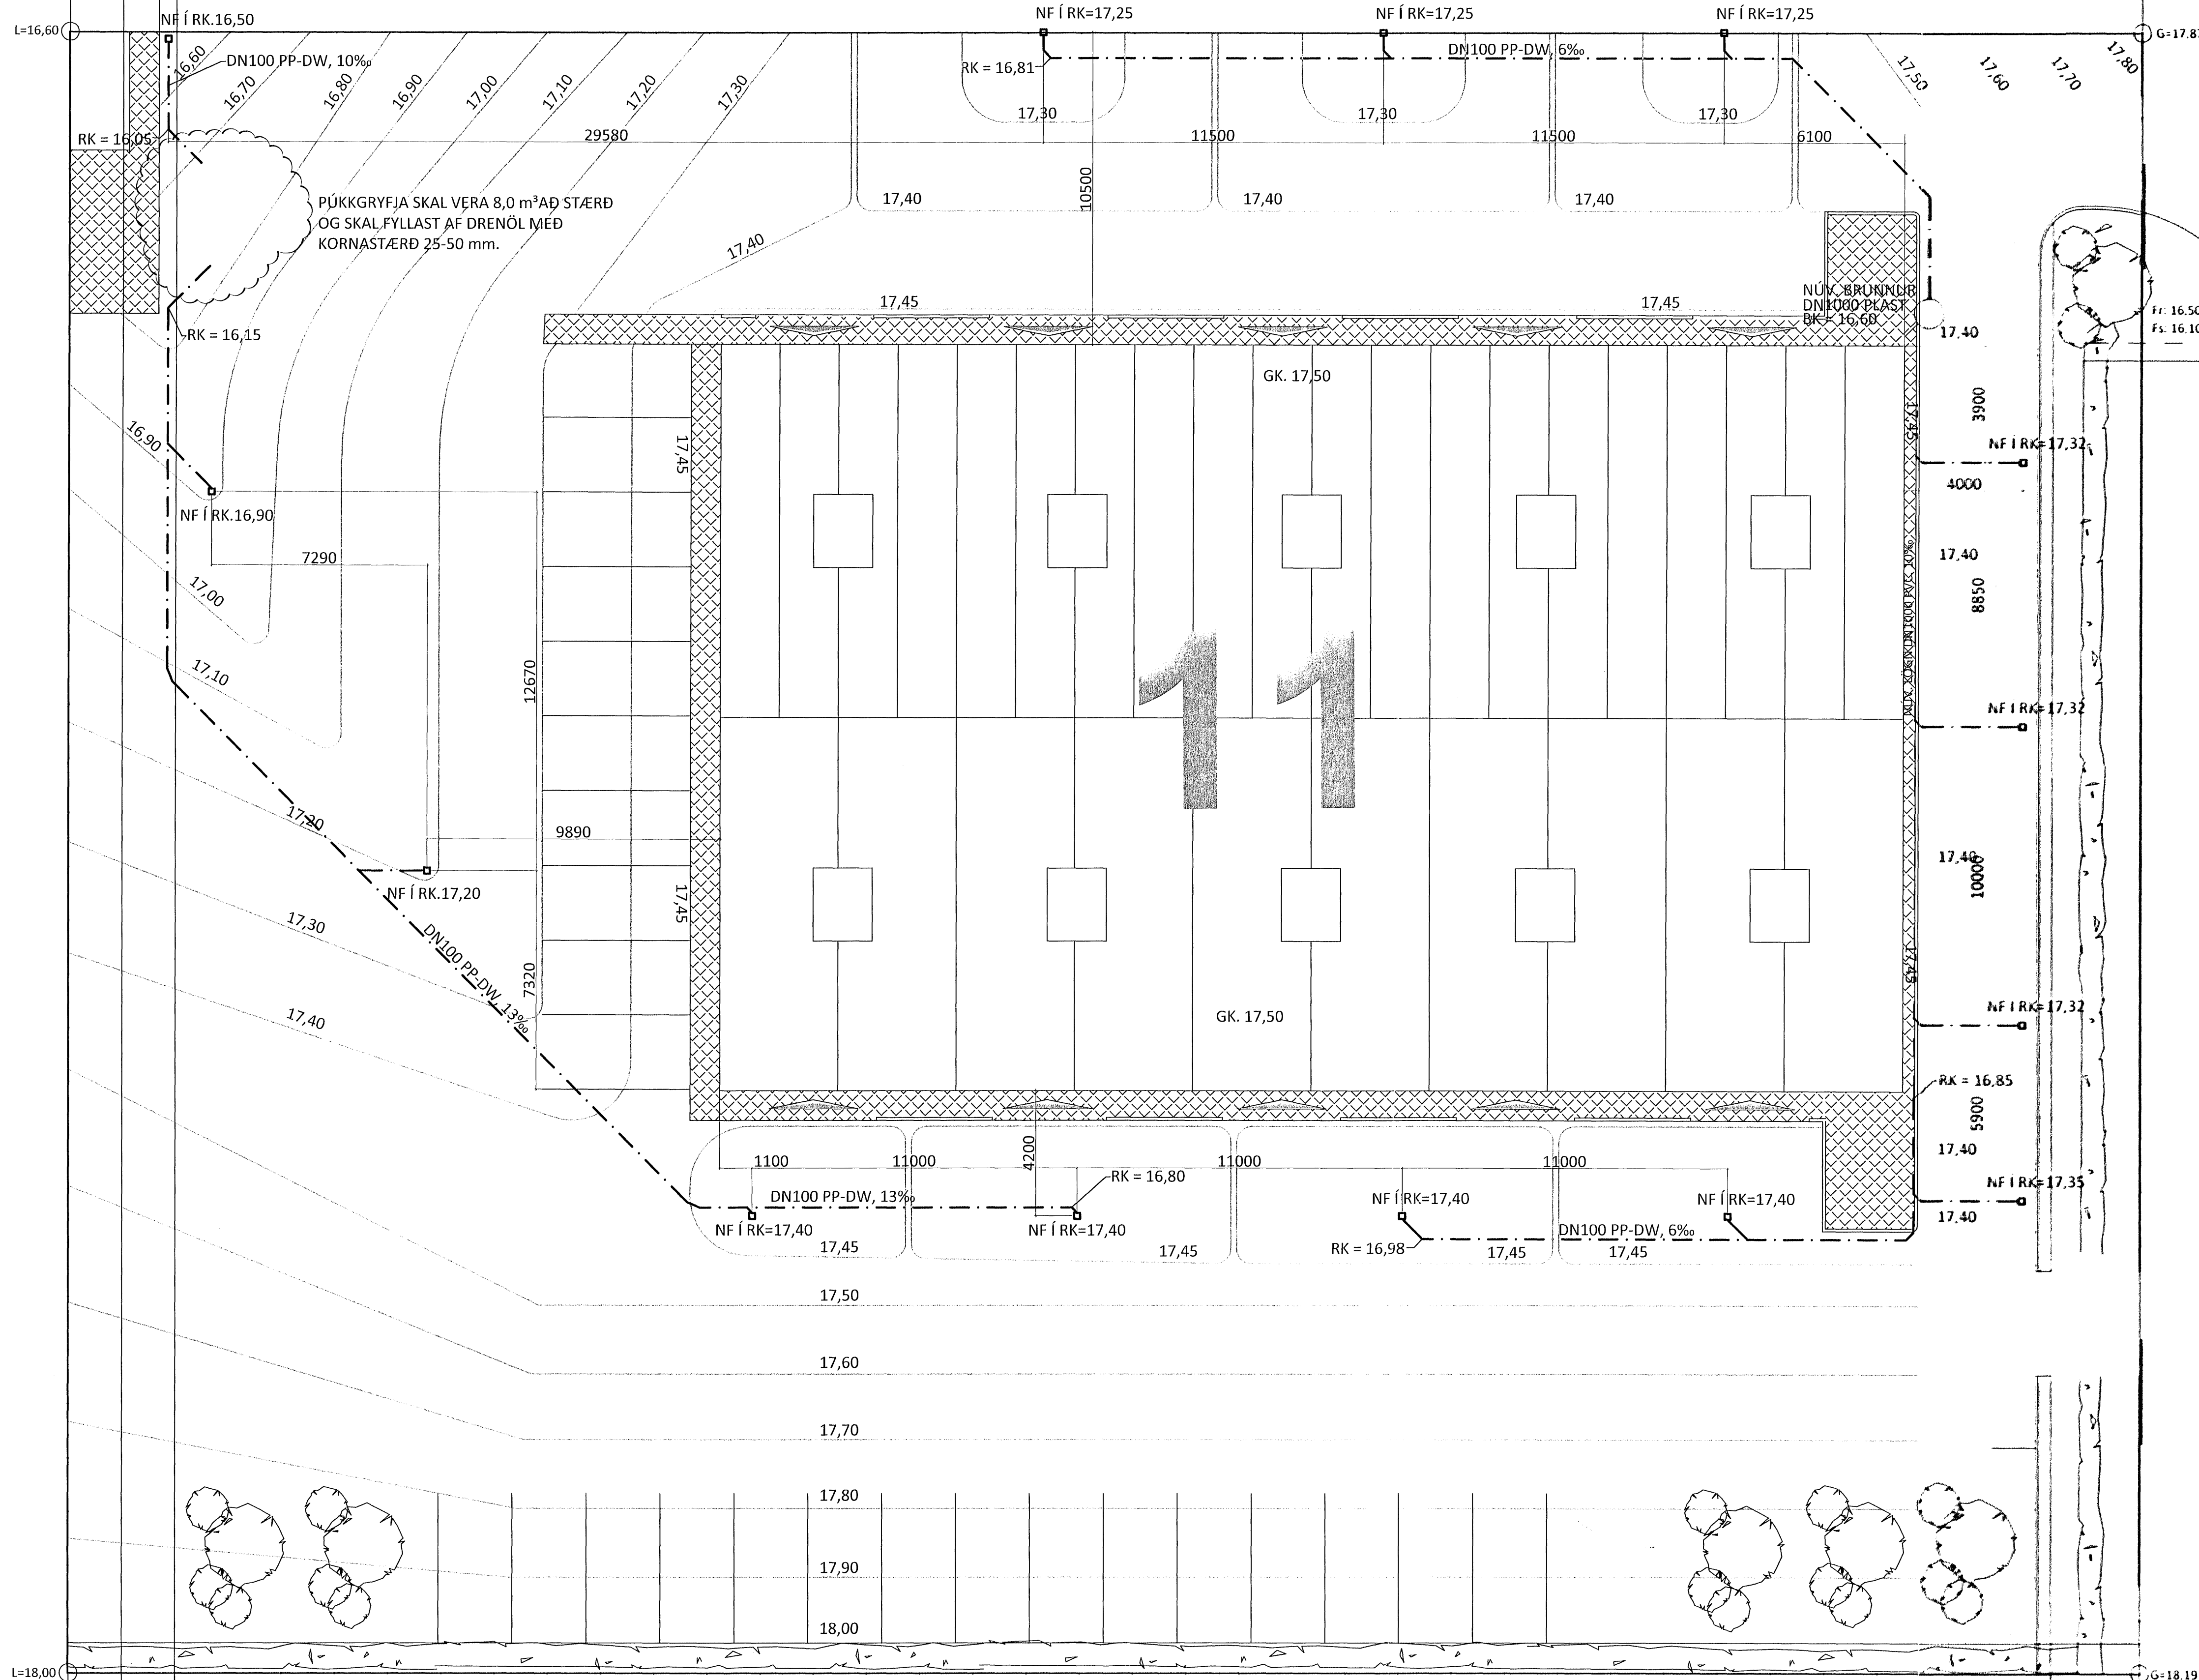 NF Í RK.16,50
NF Í RK=17,25
NF Í RK=17,25
NF Í RK=17,25
L=16,60
DN100 PP-DW, 10‰
DN100 PP-DW, 6‰
RK = 16,81
16,60
16,70
16,80
16,90
17,00
17,10
17,20
17,30
17,50
17,60
17,70
17,80
17,30
17,30
17,30
RK = 16,05
29580
11500
11500
6100
10500
PÚKKGRYFJA SKAL VERA 8,0 m³AÐ STÆRÐ
OG SKAL FYLLAST AF DRENÖL MEÐ
KORNASTÆRÐ 25-50 mm.
17,40
17,40
17,40
17,40
17,45
17,45
NÚV. BRUNNUR
DN1000 PLAST
BK = 16,60
17,40
Fr: 16,50
Fs: 16,10
RK = 16,15
GK. 17,50
3900
16,90
17,45
17,45
NF Í RK=17,32
4000
NF Í RK.16,90
7290
17,40
8850
17,00
17,10
12670
11
NF Í RK=17,32
17,20
9890
17,40
10000
NF Í RK.17,20
17,45
17,30
DN100 PP-DW, 13‰
7320
17,45
17,40
GK. 17,50
NF Í RK=17,32
RK = 16,85
5900
17,40
1100
11000
4200
11000
11000
RK = 16,80
DN100 PP-DW, 13‰
NF Í RK=17,40
NF Í RK=17,40
NF Í RK=17,35
17,40
NF Í RK=17,40
NF Í RK=17,40
DN100 PP-DW, 6‰
RK = 16,98
17,45
17,45
17,45
17,45
17,50
17,60
17,70
17,80
17,90
18,00
L=18,00
G=18,19